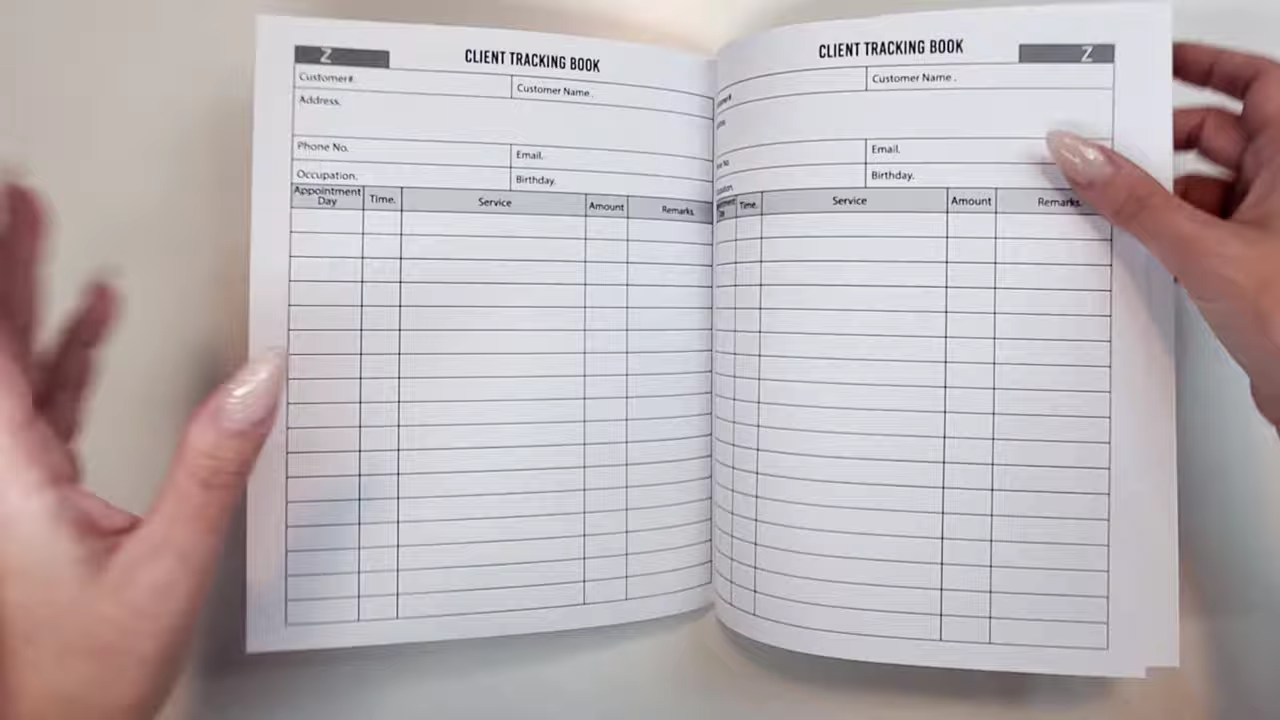 Z
CLIENT TRACKING BOOK
Customer#.
Customer Name.
Address.
Phone No.
Email.
Occupation.
Birthday.
Appointment Day
Time.
Service
Amount
Remarks.
CLIENT TRACKING BOOK
Z
Customer Name.
Email.
Birthday.
Time.
Service
Amount
Remarks.